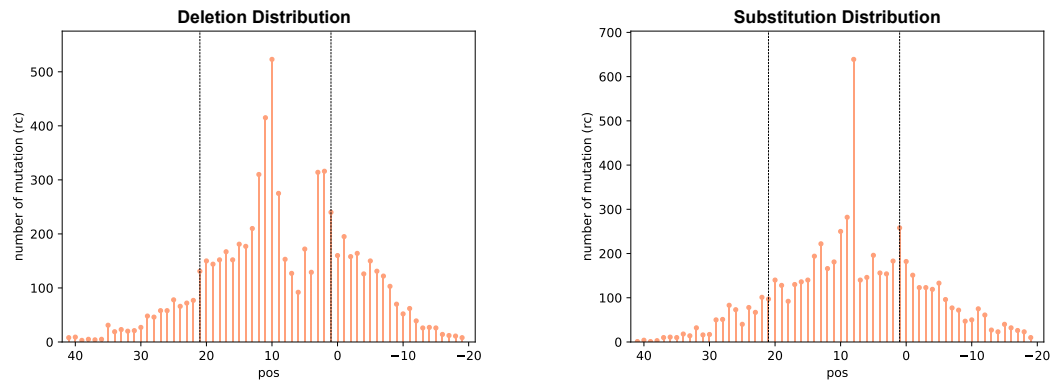 Deletion Distribution
number of mutation (rc)
500
400
300
200
100
0
40 30 20 10 0 −10 −20
pos
Substitution Distribution
number of mutation (rc)
700
600
500
400
300
200
100
0
40 30 20 10 0 −10 −20
pos